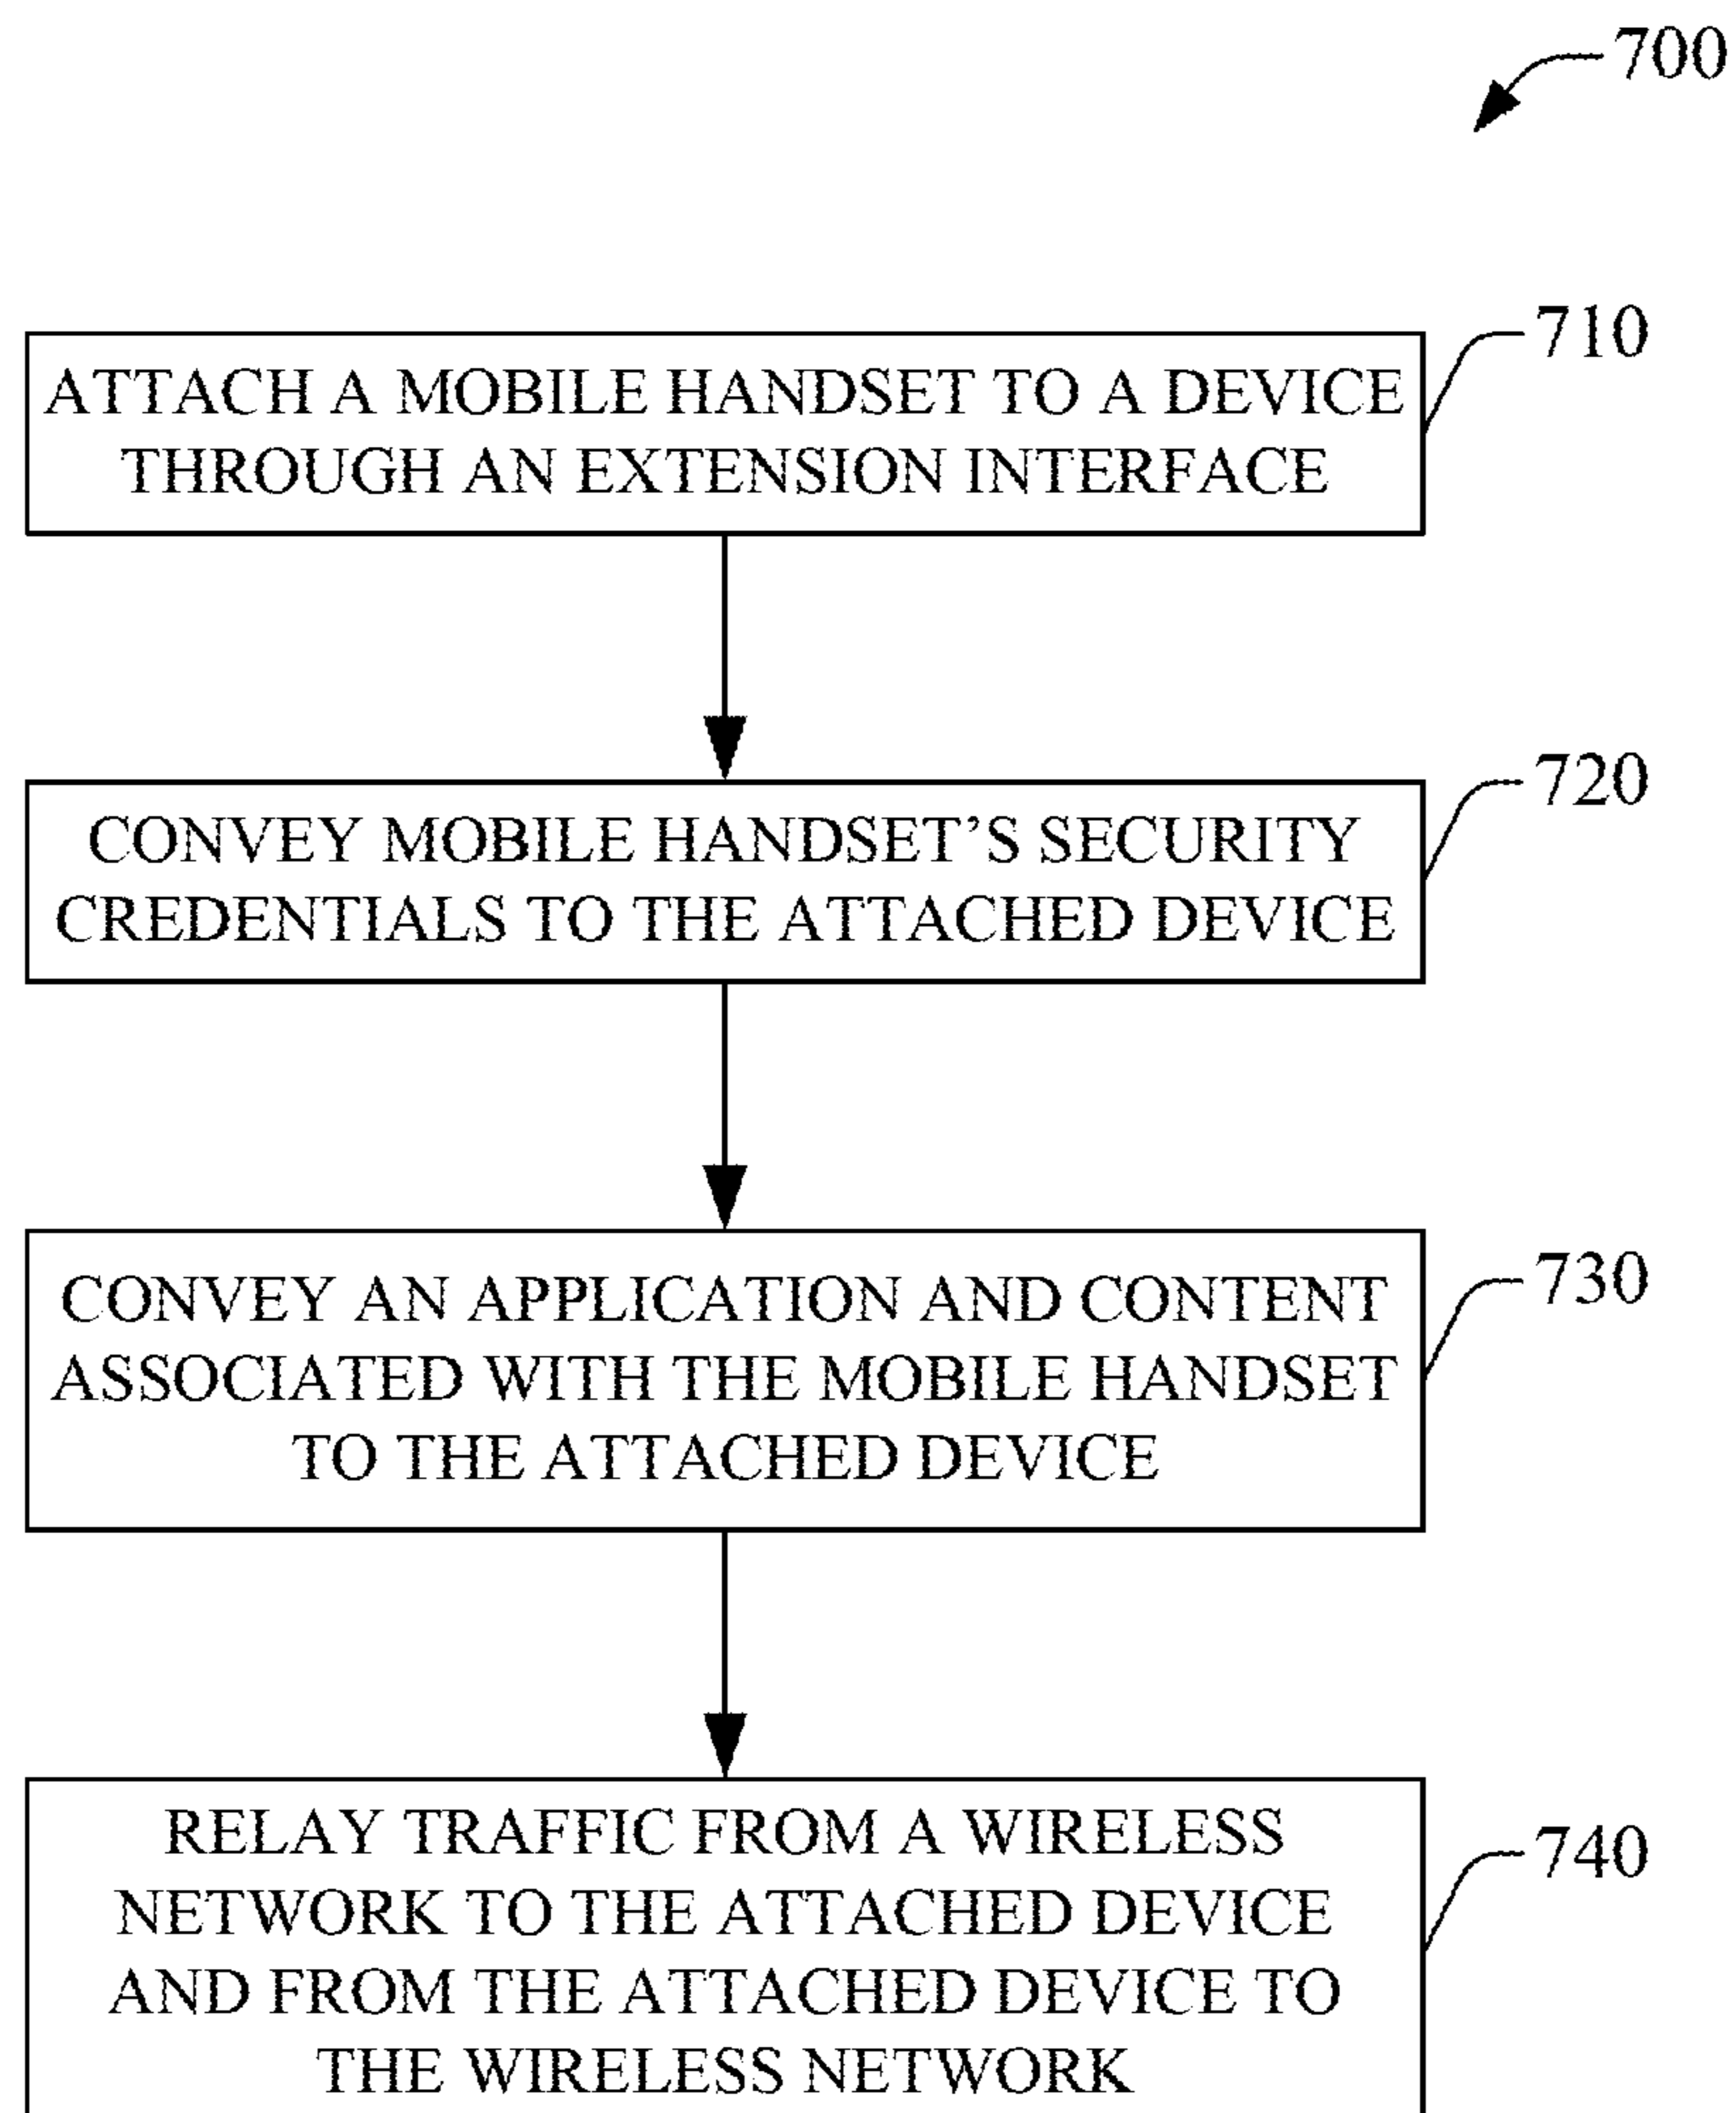 700
710
ATTACH A MOBILE HANDSET TO A DEVICE
THROUGH AN EXTENSION INTERFACE
720
CONVEY MOBILE HANDSET’S SECURITY
CREDENTIALS TO THE ATTACHED DEVICE
730
CONVEY AN APPLICATION AND CONTENT
ASSOCIATED WITH THE MOBILE HANDSET
TO THE ATTACHED DEVICE
740
RELAY TRAFFIC FROM A WIRELESS
NETWORK TO THE ATTACHED DEVICE
AND FROM THE ATTACHED DEVICE TO
THE WIRELESS NETWORK